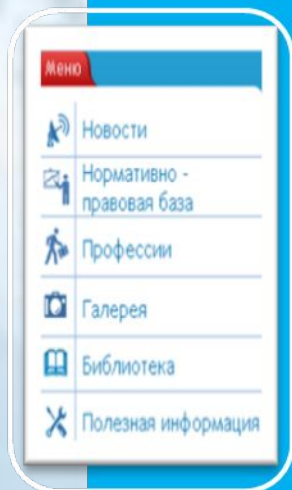 Меню
Новости
Нормативно -
правовая база
Профессии
Галерея
Библиотека
Полезная информация